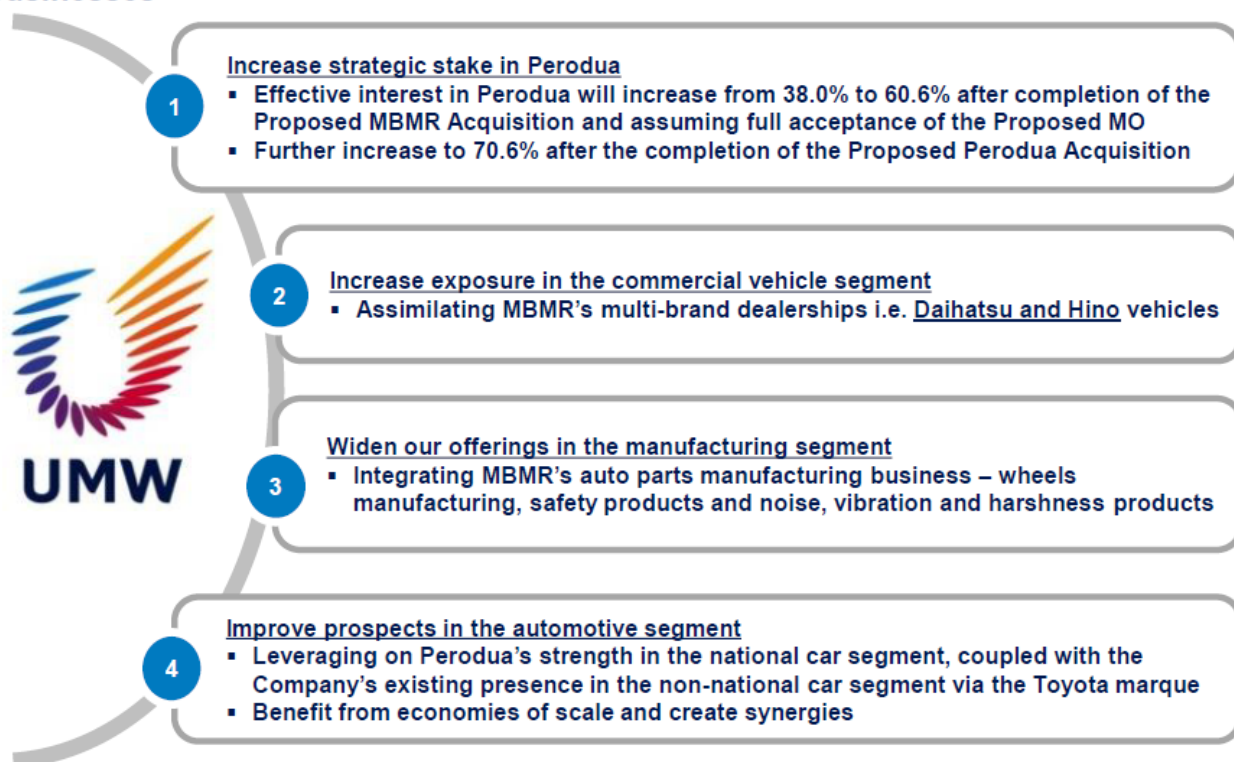 1
Increase strategic stake in Perodua
▪ Effective interest in Perodua will increase from 38.0% to 60.6% after completion of the
Proposed MBMR Acquisition and assuming full acceptance of the Proposed MO
▪ Further increase to 70.6% after the completion of the Proposed Perodua Acquisition
2
Increase exposure in the commercial vehicle segment
▪ Assimilating MBMR's multi-brand dealerships i.e. Daihatsu and Hino vehicles
UMW
3
Widen our offerings in the manufacturing segment
▪ Integrating MBMR's auto parts manufacturing business – wheels
manufacturing, safety products and noise, vibration and harshness products
4
Improve prospects in the automotive segment
▪ Leveraging on Perodua's strength in the national car segment, coupled with the
Company's existing presence in the non-national car segment via the Toyota marque
▪ Benefit from economies of scale and create synergies